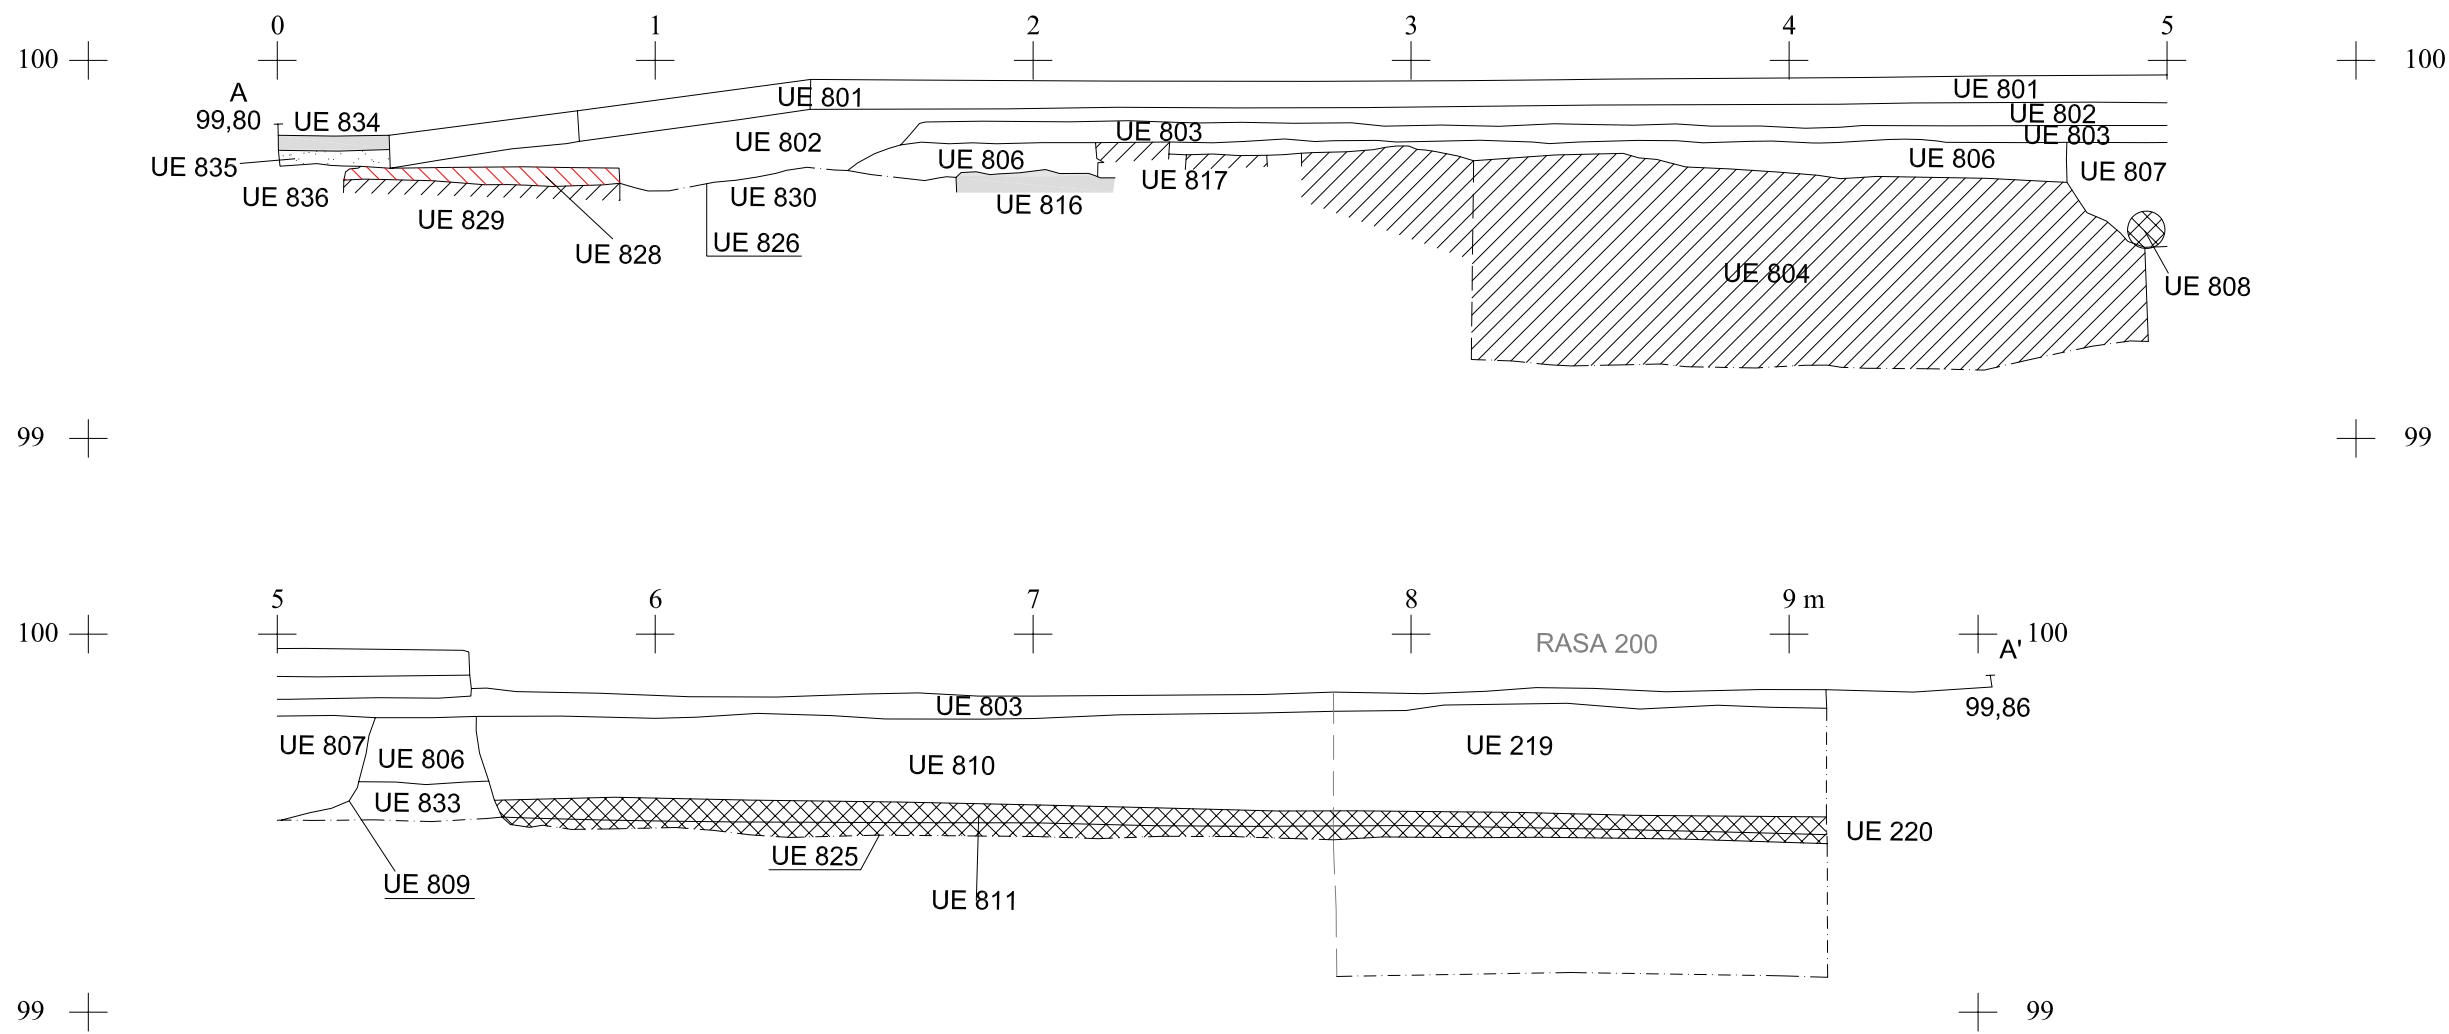 0 1 2 3 4 5
100 100
A
99,80
UE 834
UE 801 UE 801
UE 802 UE 802
UE 803 UE 803
UE 835 UE 806 UE 806
UE 836 UE 830 UE 817 UE 807
UE 829 UE 816
UE 828 UE 826
UE 804 UE 808
99 99
5 6 7 8 9 m
100 RASA 200 100
A'
UE 803 99,86
UE 807 UE 806 UE 810 UE 219
UE 833
UE 220
UE 825
UE 809 UE 811
99 99